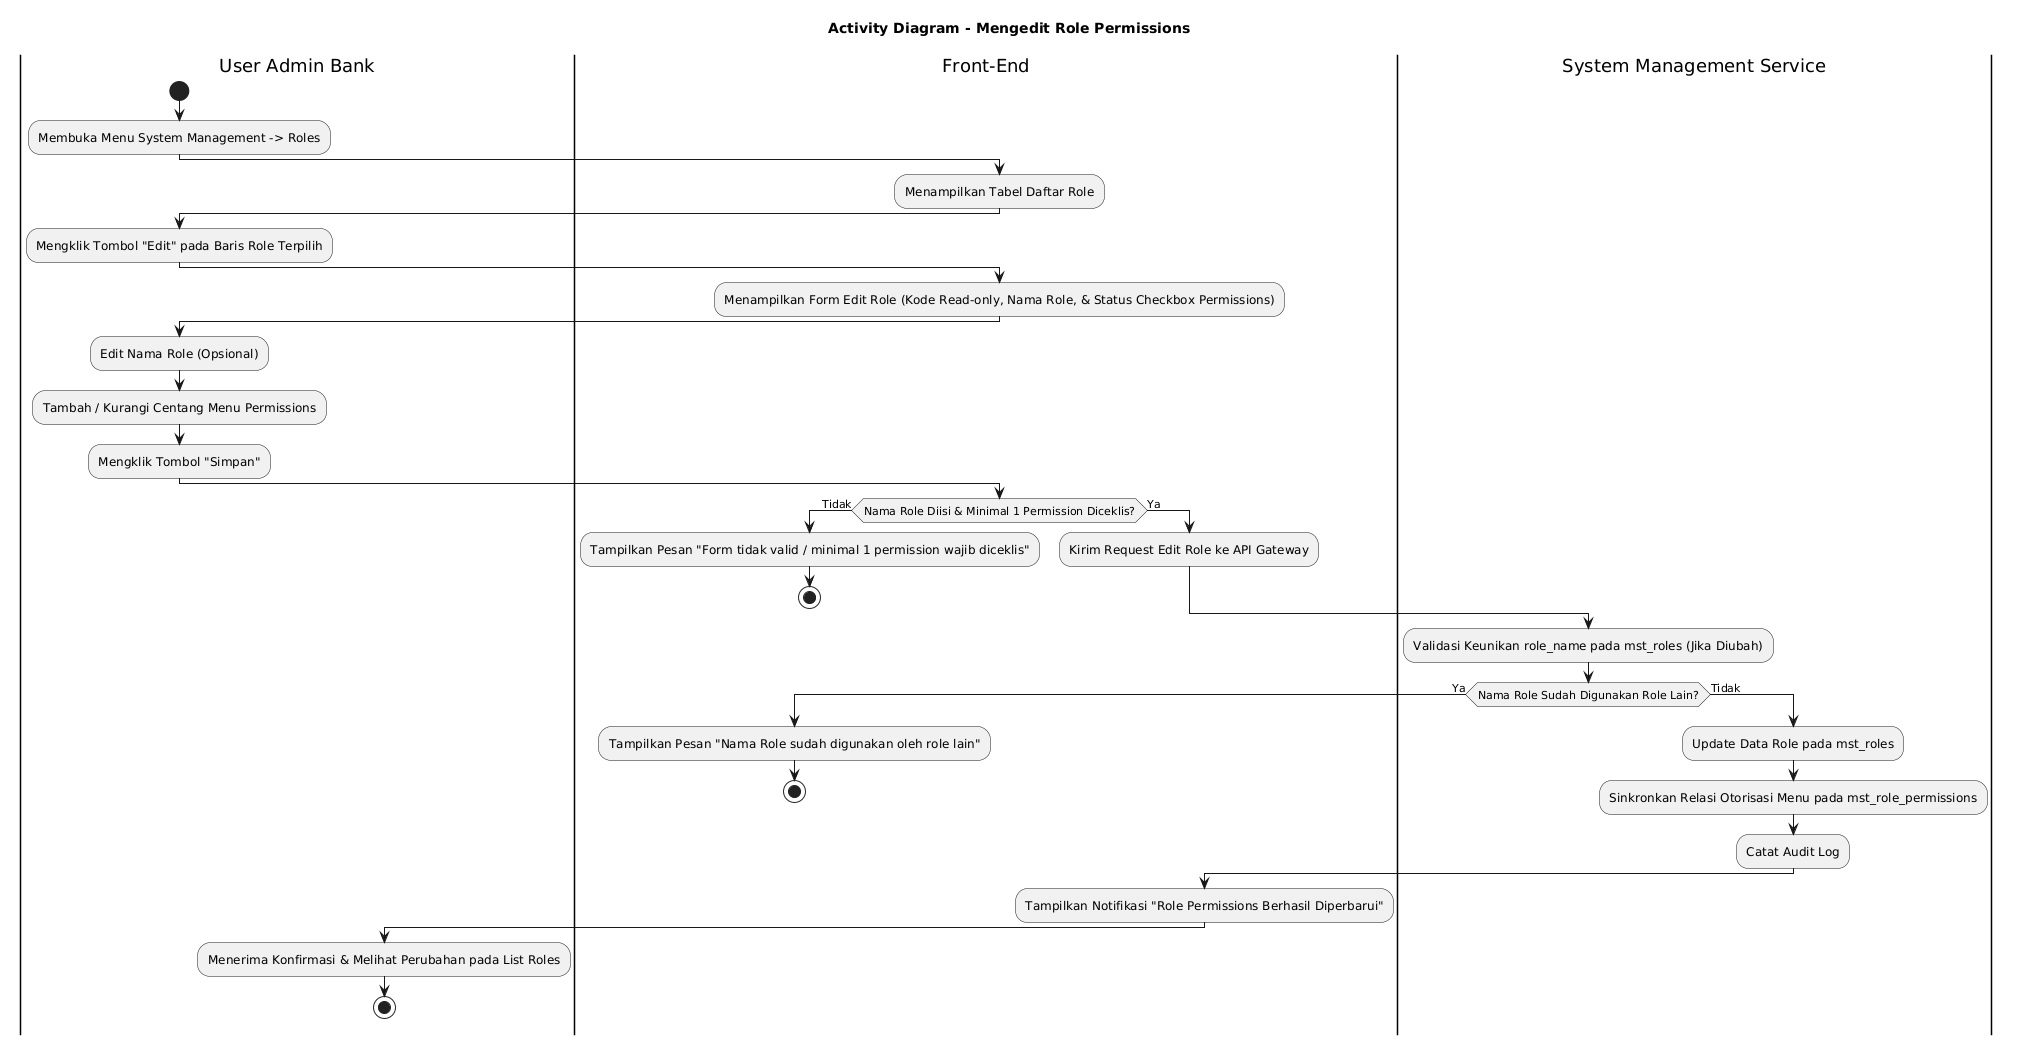 Activity Diagram - Mengedit Role Permissions
User Admin Bank
Front-End
System Management Service
Membuka Menu System Management -> Roles
Menampilkan Tabel Daftar Role
Mengklik Tombol "Edit" pada Baris Role Terpilih
Menampilkan Form Edit Role (Kode Read-only, Nama Role, & Status Checkbox Permissions)
Edit Nama Role (Opsional)
Tambah / Kurangi Centang Menu Permissions
Mengklik Tombol "Simpan"
Tidak
Nama Role Diisi & Minimal 1 Permission Diceklis?
Ya
Tampilkan Pesan "Form tidak valid / minimal 1 permission wajib diceklis"
Kirim Request Edit Role ke API Gateway
Validasi Keunikan role_name pada mst_roles (Jika Diubah)
Ya
Nama Role Sudah Digunakan Role Lain?
Tidak
Tampilkan Pesan "Nama Role sudah digunakan oleh role lain"
Update Data Role pada mst_roles
Sinkronkan Relasi Otorisasi Menu pada mst_role_permissions
Catat Audit Log
Tampilkan Notifikasi "Role Permissions Berhasil Diperbarui"
Menerima Konfirmasi & Melihat Perubahan pada List Roles